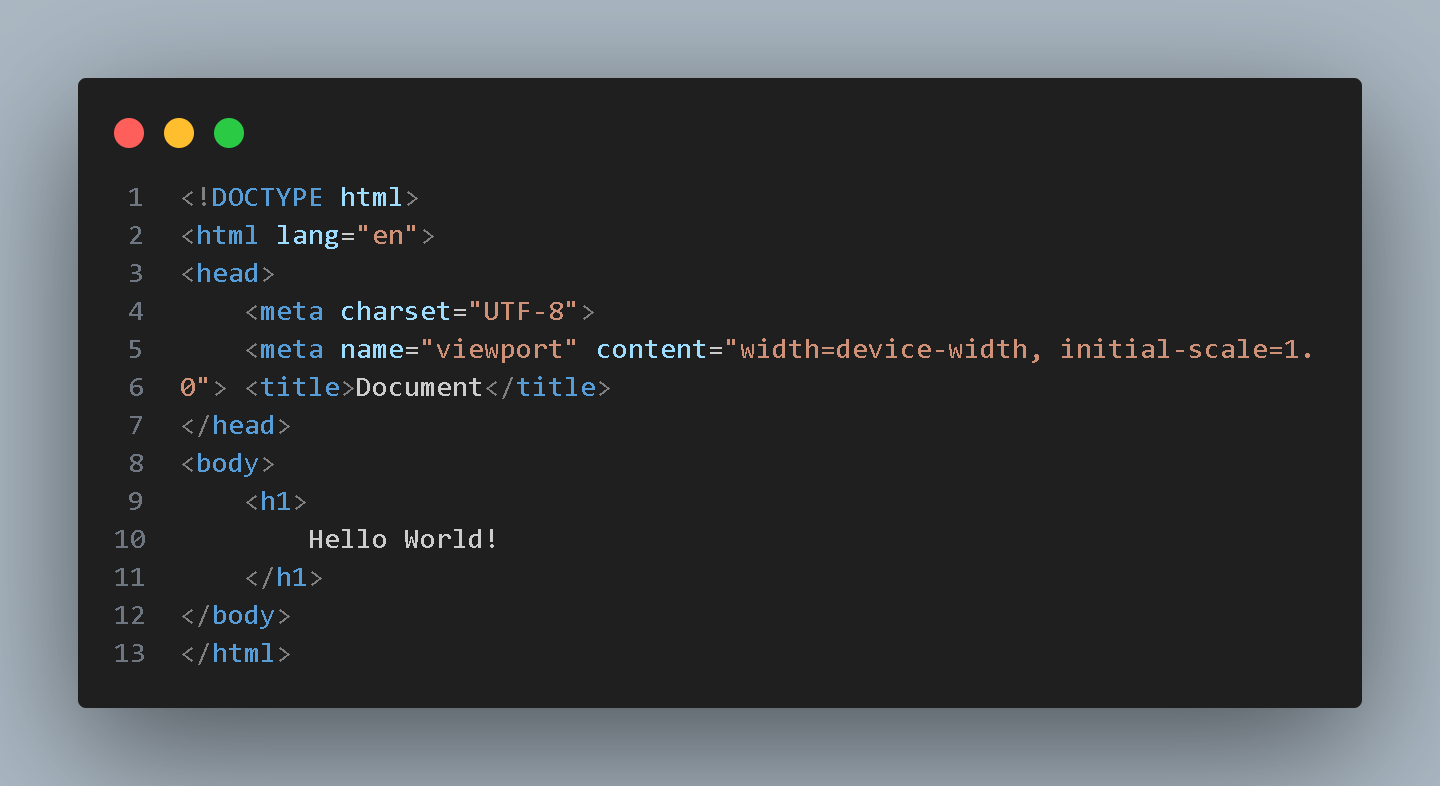 1 <!DOCTYPE html>
2 <html lang="en">
3 <head>
4     <meta charset="UTF-8">
5     <meta name="viewport" content="width=device-width, initial-scale=1.
6 0"> <title>Document</title>
7 </head>
8 <body>
9     <h1>
10         Hello World!
11     </h1>
12 </body>
13 </html>